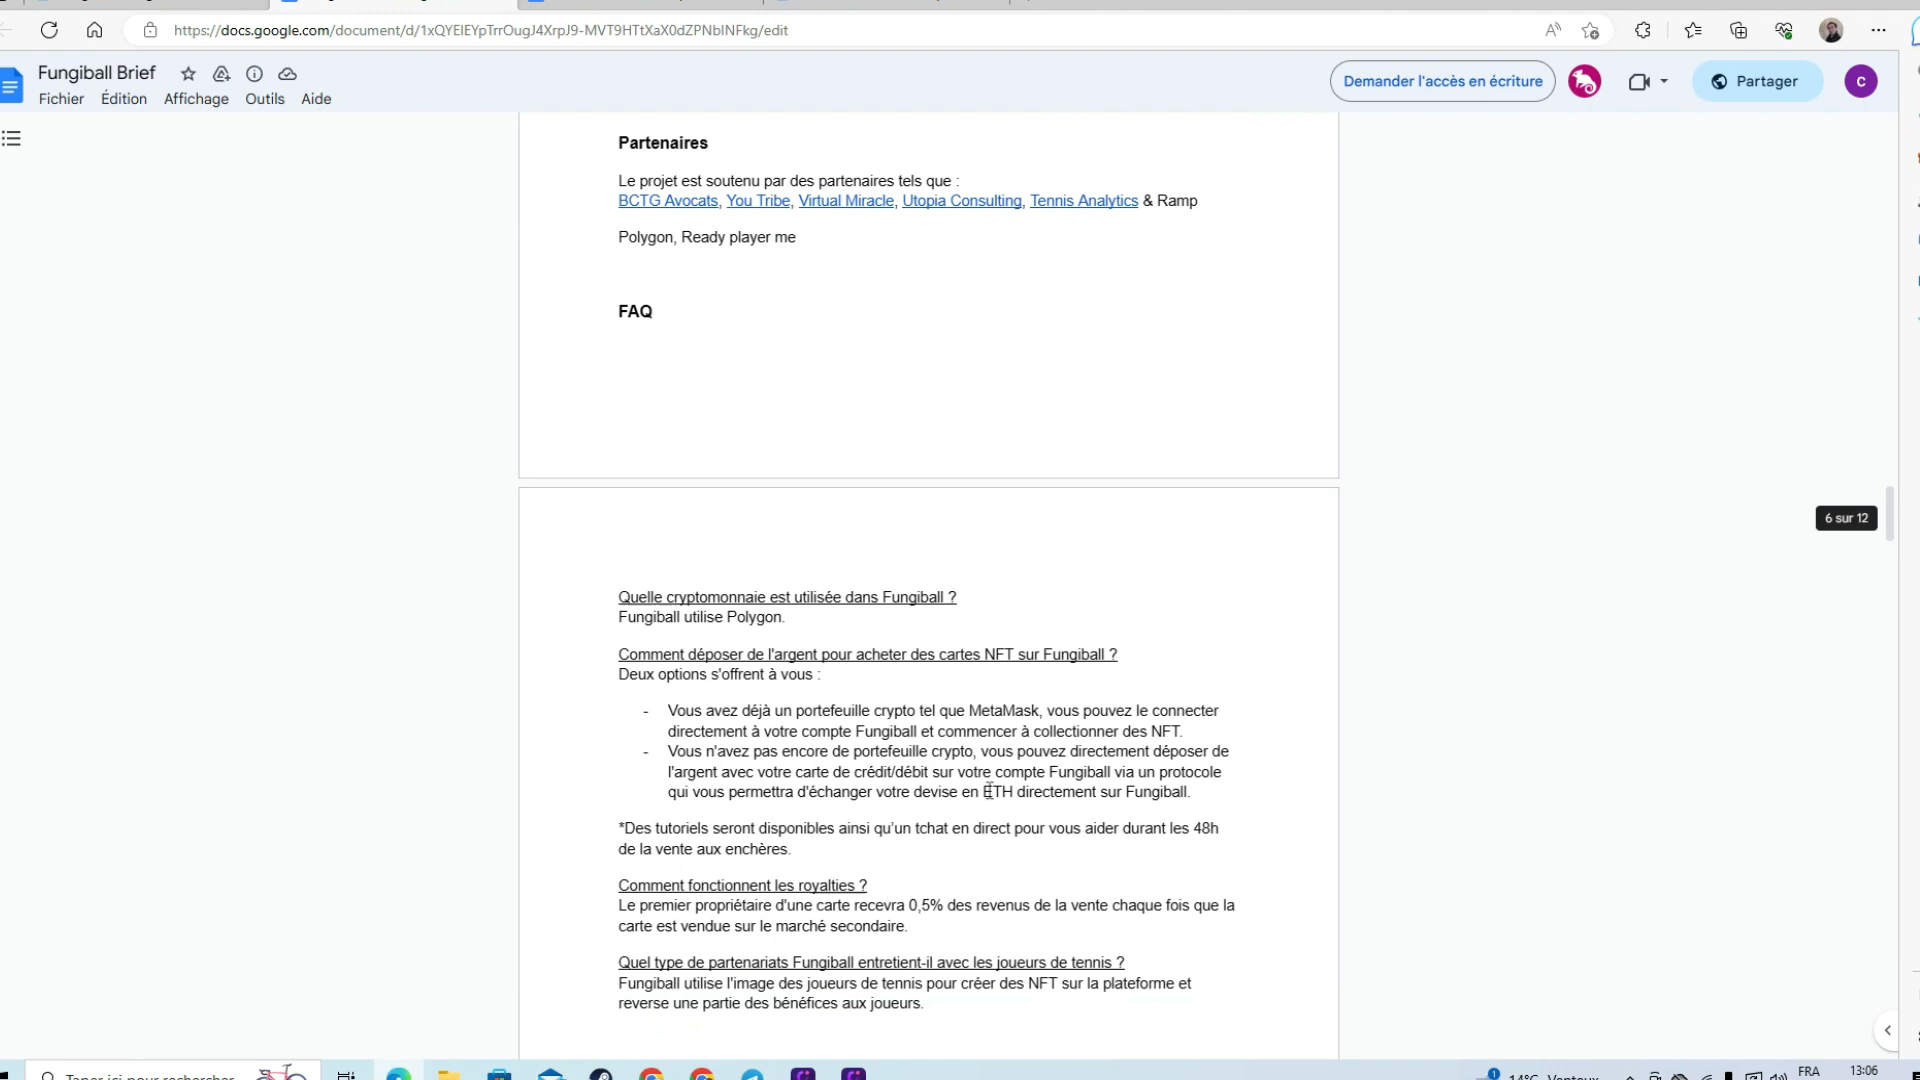 https://docs.google.com/document/d/1xQYElEYpTrrOugJ4XrpJ9-MVT9HTtXaX0dZPNbINFkg/edit
Fungiball Brief
Fichier Édition Affichage Outils Aide
Demander l'accès en écriture
Partager
C
Partenaires
Le projet est soutenu par des partenaires tels que :
BCTG Avocats, You Tribe, Virtual Miracle, Utopia Consulting, Tennis Analytics & Ramp
Polygon, Ready player me
FAQ
6 sur 12
Quelle cryptomonnaie est utilisée dans Fungiball ?
Fungiball utilise Polygon.
Comment déposer de l'argent pour acheter des cartes NFT sur Fungiball ?
Deux options s'offrent à vous :
- Vous avez déjà un portefeuille crypto tel que MetaMask, vous pouvez le connecter
directement à votre compte Fungiball et commencer à collectionner des NFT.
- Vous n'avez pas encore de portefeuille crypto, vous pouvez directement déposer de
l'argent avec votre carte de crédit/débit sur votre compte Fungiball via un protocole
qui vous permettra d'échanger votre devise en ETH directement sur Fungiball.
*Des tutoriels seront disponibles ainsi qu'un tchat en direct pour vous aider durant les 48h
de la vente aux enchères.
Comment fonctionnent les royalties ?
Le premier propriétaire d'une carte recevra 0,5% des revenus de la vente chaque fois que la
carte est vendue sur le marché secondaire.
Quel type de partenariats Fungiball entretient-il avec les joueurs de tennis ?
Fungiball utilise l'image des joueurs de tennis pour créer des NFT sur la plateforme et
reverse une partie des bénéfices aux joueurs.
Taper ici pour rechercher
1
14°C Venteux
FRA
13:06